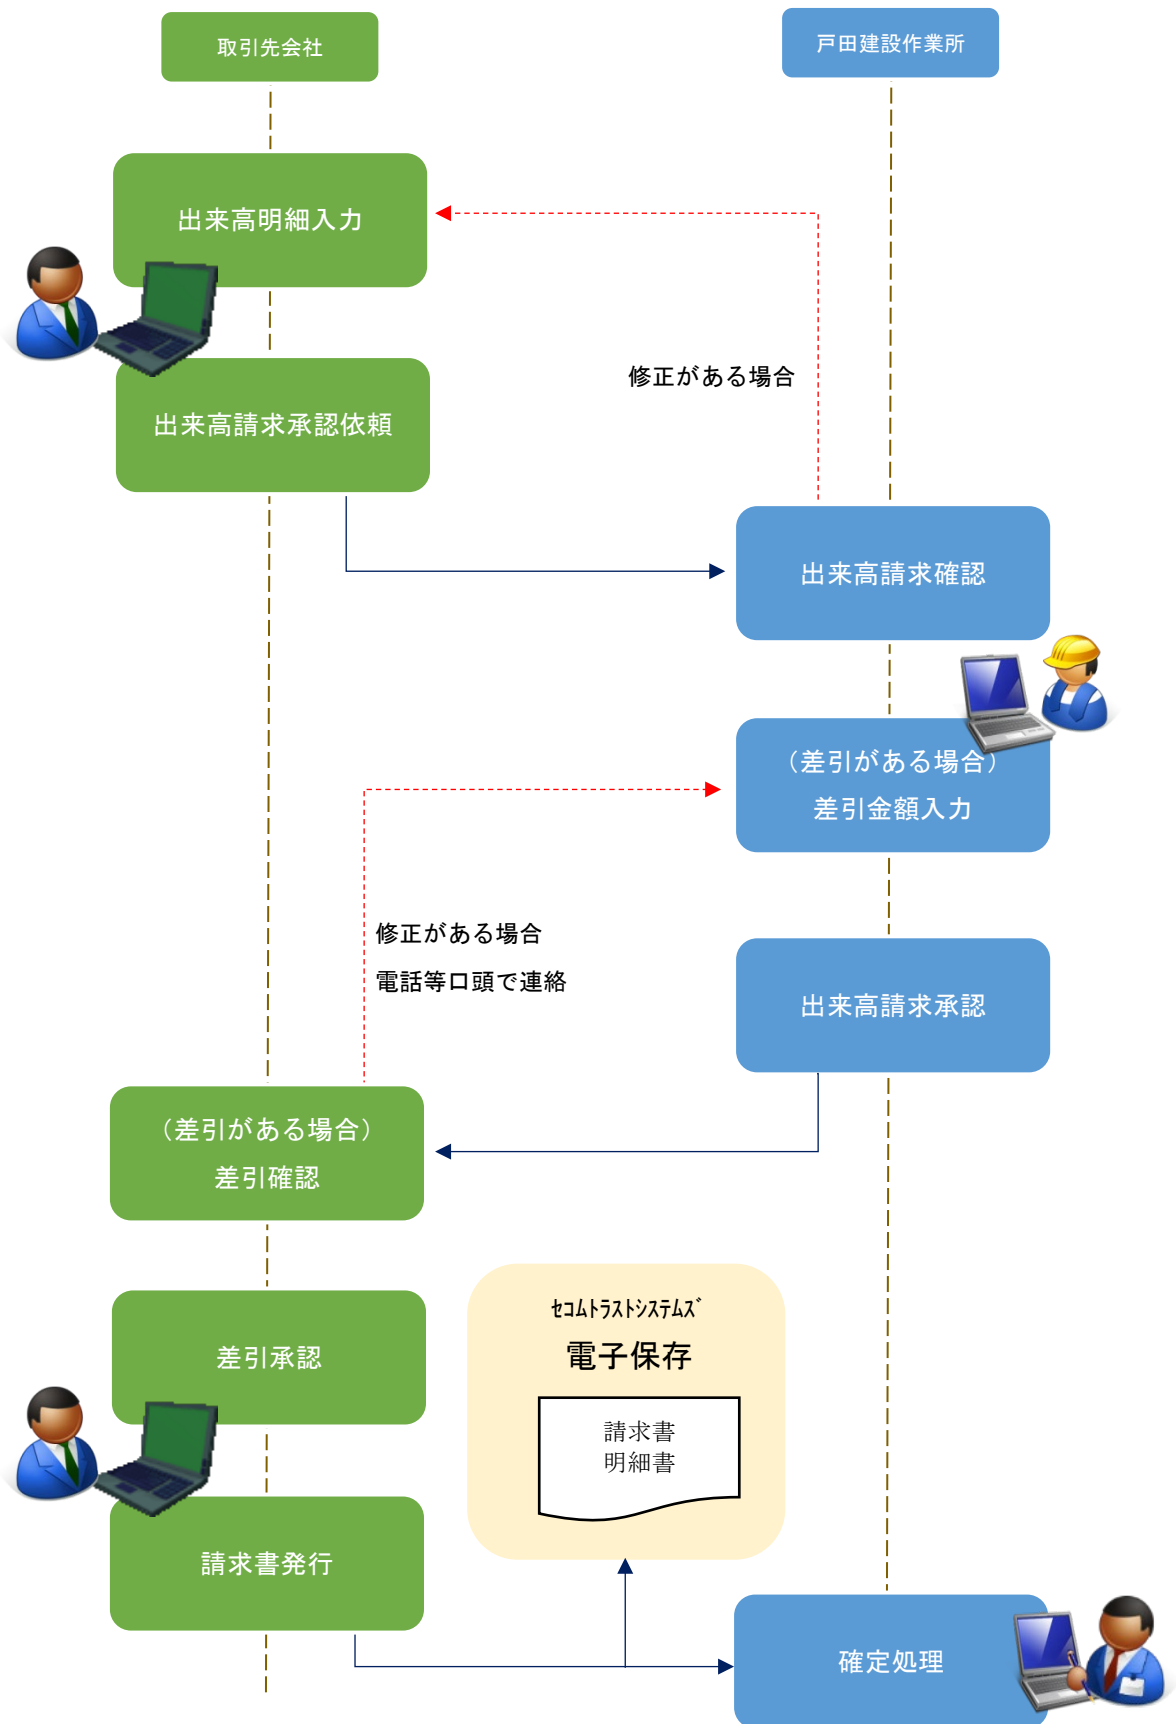 取引先会社
戸田建設作業所
出来高明細入力
修正がある場合
出来高請求承認依頼
出来高請求確認
（差引がある場合）
差引金額入力
修正がある場合
電話等口頭で連絡
出来高請求承認
（差引がある場合）
差引確認
ｾｺﾑﾄﾗｽﾄｼｽﾃﾑｽﾞ
電子保存
差引承認
請求書
明細書
請求書発行
確定処理